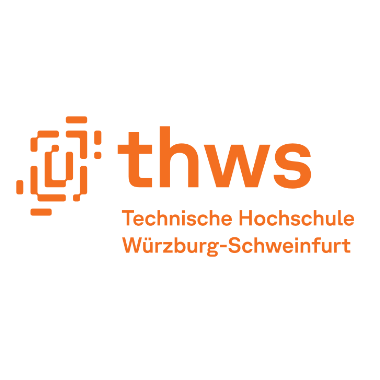 thws
Technische Hochschule
Würzburg-Schweinfurt